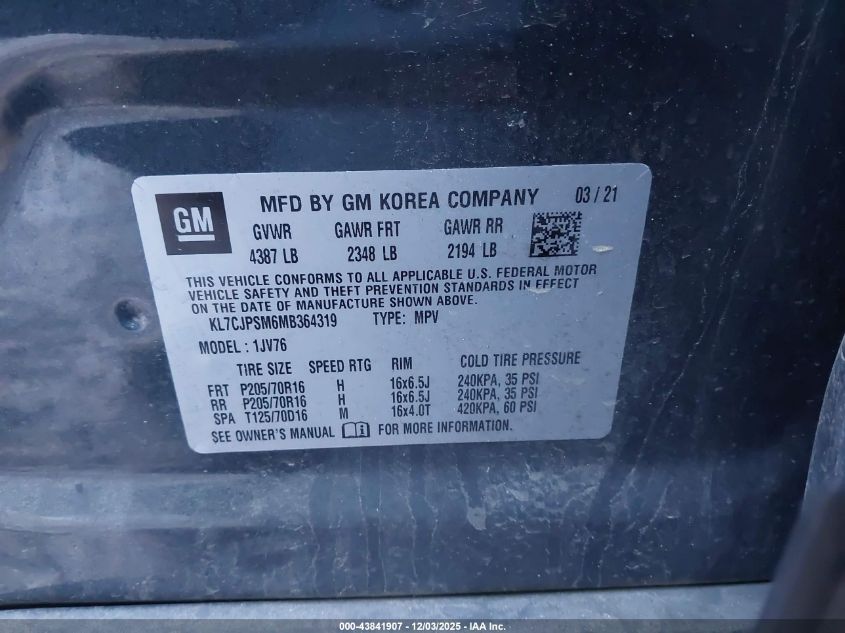 GM
MFD BY GM KOREA COMPANY 03 / 21
GVWR GAWR FRT GAWR RR
4387 LB 2348 LB 2194 LB
THIS VEHICLE CONFORMS TO ALL APPLICABLE U.S. FEDERAL MOTOR
VEHICLE SAFETY AND THEFT PREVENTION STANDARDS IN EFFECT
ON THE DATE OF MANUFACTURE SHOWN ABOVE.
KL7CJPSM6MB364319 TYPE: MPV
MODEL : 1JV76
TIRE SIZE SPEED RTG RIM COLD TIRE PRESSURE
FRT P205/70R16 H 16x6.5J 240KPA, 35 PSI
RR P205/70R16 H 16x6.5J 240KPA, 35 PSI
SPA T125/70D16 M 16x4.0T 420KPA, 60 PSI
SEE OWNER'S MANUAL FOR MORE INFORMATION.
000-43841907 - 12/03/2025 - IAA Inc.